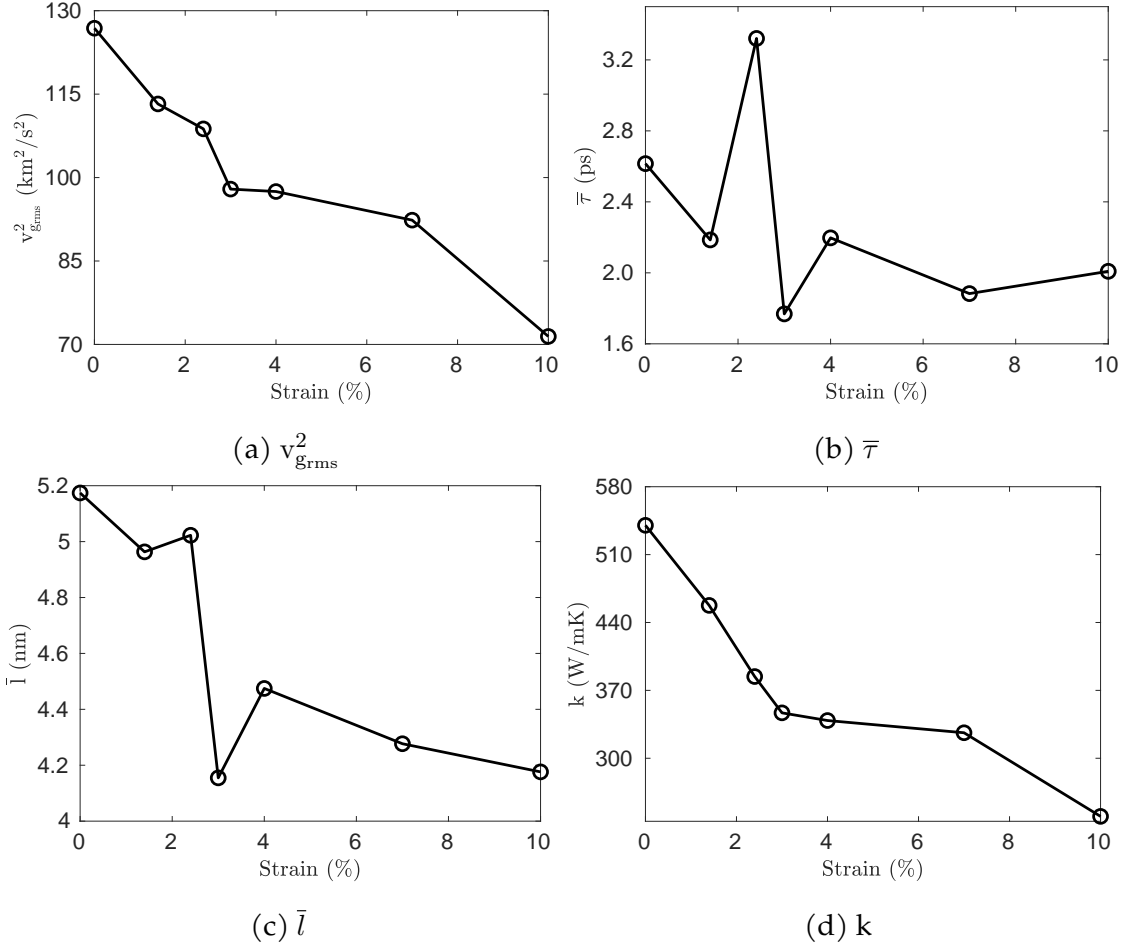 130
115
100
85
70
v²gᵣₘₛ (km²/s²)
0 2 4 6 8 10
Strain (%)
(a) v²gᵣₘₛ
3.2
2.8
2.4
2.0
1.6
τ̅ (ps)
0 2 4 6 8 10
Strain (%)
(b) τ̅
5.2
5
4.8
4.6
4.4
4.2
4
l̄ (nm)
0 2 4 6 8 10
Strain (%)
(c) l̄
580
510
440
370
300
k (W/mK)
0 2 4 6 8 10
Strain (%)
(d) k